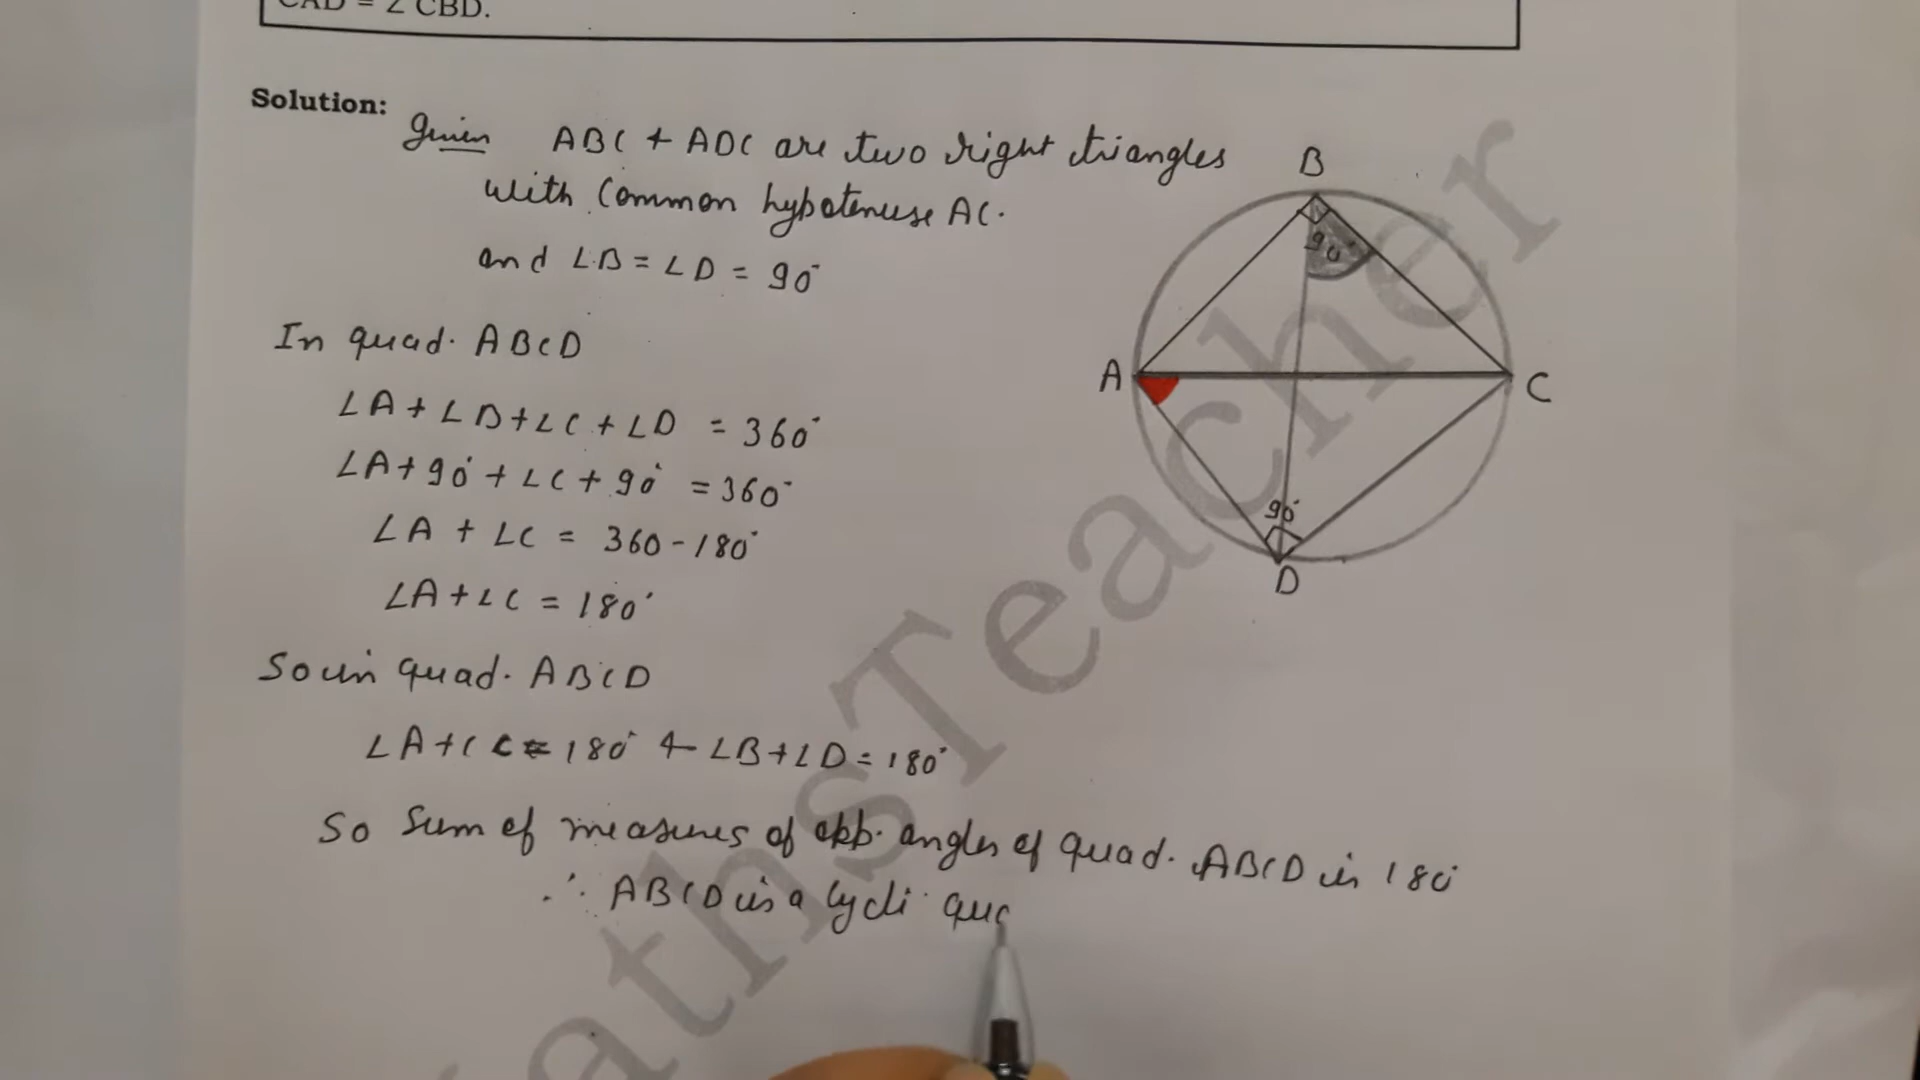 CAD = ∠ CBD.
Solution:
Given ABC + ADC are two right triangles
with Common hypotenuse AC.
and ∠B = ∠D = 90°
In quad. ABCD
∠A + ∠B + ∠C + ∠D = 360°
∠A + 90° + ∠C + 90° = 360°
∠A + ∠C = 360 - 180°
∠A + ∠C = 180°
So in quad. ABCD
∠A + ∠C = 180° + ∠B + ∠D = 180°
So Sum of measures of opp. angles of quad. ABCD is 180°
∴ ABCD is a Cycli qua
B
90°
A
C
90°
D
athsTeacher